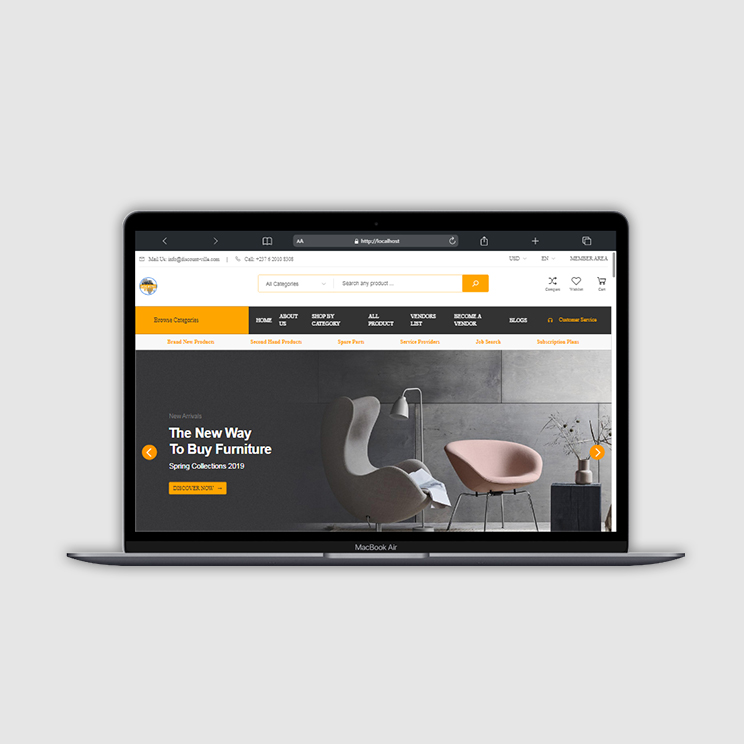 AA
http://localhost
Mail Us: info@discount-ville.com | Call: +237 6 2010 8308
USD
EN
MEMBER AREA
All Categories
Search any product ...
Compare
Wishlist
Cart
Browse Categories
HOME
ABOUT
US
SHOP BY
CATEGORY
ALL
PRODUCT
VENDORS
LIST
BECOME A
VENDOR
BLOGS
Customer Service
Brand New Products
Second Hand Products
Spare Parts
Service Providers
Job Search
Subscription Plans
New Arrivals
The New Way
To Buy Furniture
Spring Collections 2019
DISCOVER NOW
MacBook Air